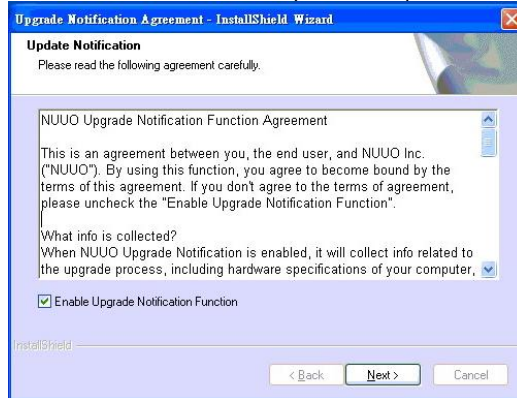 Upgrade Notification Agreement - InstallShield Wizard
Update Notification
Please read the following agreement carefully.
NUUO Upgrade Notification Function Agreement
This is an agreement between you, the end user, and NUUO Inc.
("NUUO"). By using this function, you agree to become bound by the
terms of this agreement. If you don't agree to the terms of agreement,
please uncheck the "Enable Upgrade Notification Function".
What info is collected?
When NUUO Upgrade Notification is enabled, it will collect info related to
the upgrade process, including hardware specifications of your computer,
Enable Upgrade Notification Function
InstallShield
< Back Next > Cancel